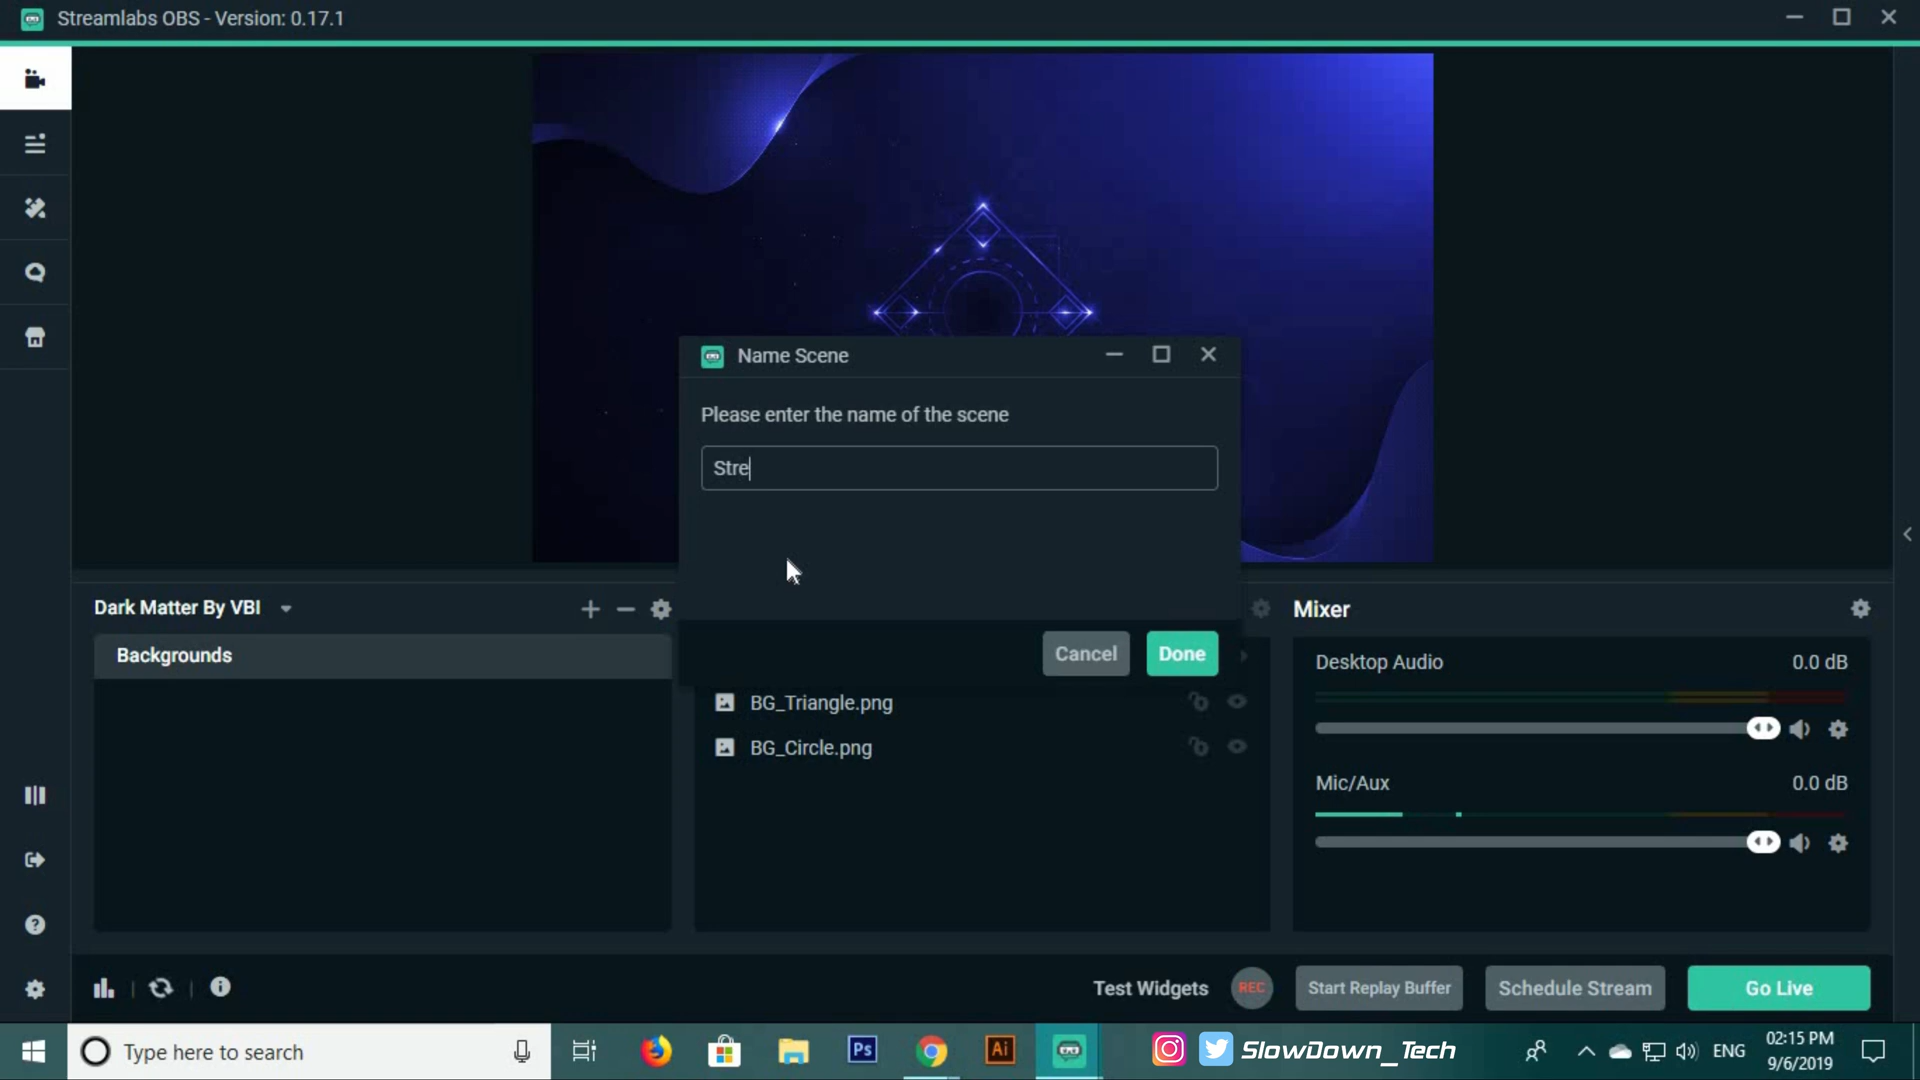 Streamlabs OBS - Version: 0.17.1
Name Scene
Please enter the name of the scene
Stre
Cancel
Done
Dark Matter By VBI
Backgrounds
BG_Triangle.png
BG_Circle.png
Mixer
Desktop Audio
0.0 dB
Mic/Aux
0.0 dB
Test Widgets
REC
Start Replay Buffer
Schedule Stream
Go Live
Type here to search
Ps
Ai
SlowDown_Tech
ENG
02:15 PM
9/6/2019